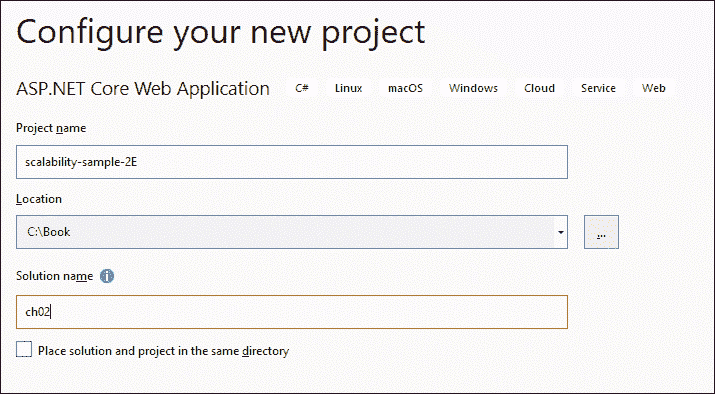 Configure your new project
ASP.NET Core Web Application C# Linux macOS Windows Cloud Service Web
Project name
scalability-sample-2E
Location
C:\Book
...
Solution name
ch02
Place solution and project in the same directory